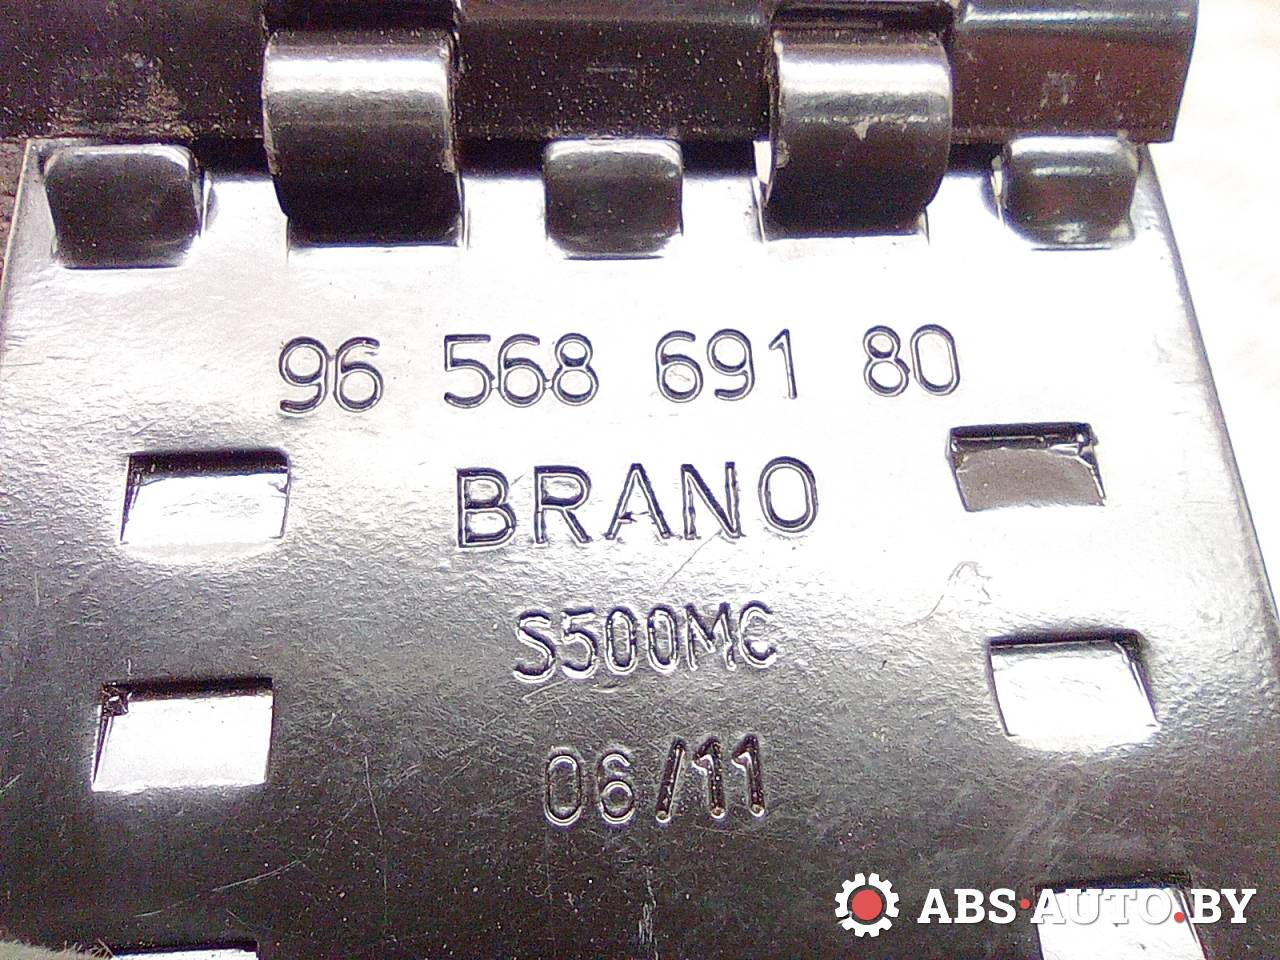 96 568 691 80
BRANO
S500MC
06/11
ABS·AUTO.BY